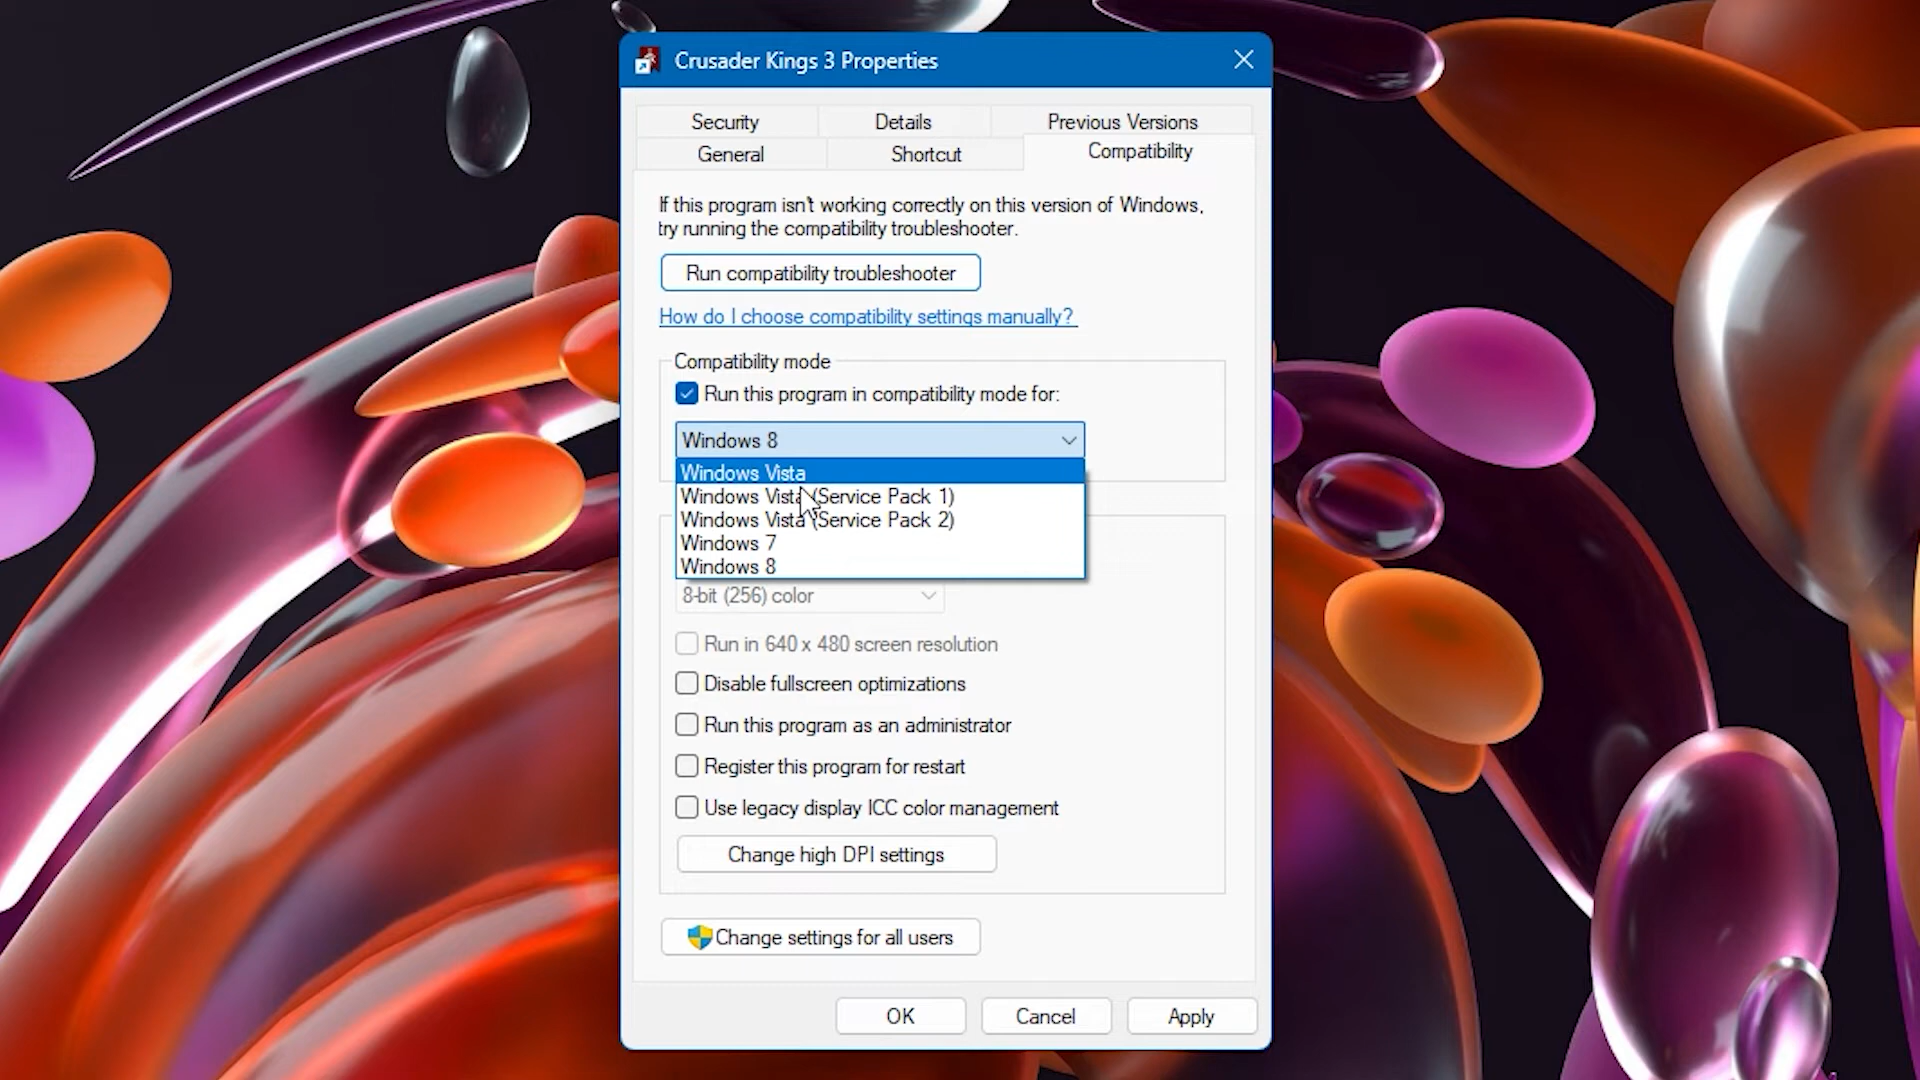 Crusader Kings 3 Properties
Security
Details
Previous Versions
General
Shortcut
Compatibility
If this program isn't working correctly on this version of Windows,
try running the compatibility troubleshooter.
Run compatibility troubleshooter
How do I choose compatibility settings manually?
Compatibility mode
Run this program in compatibility mode for:
Windows 8
Windows Vista
Windows Vista (Service Pack 1)
Windows Vista (Service Pack 2)
Windows 7
Windows 8
8-bit (256) color
Run in 640 x 480 screen resolution
Disable fullscreen optimizations
Run this program as an administrator
Register this program for restart
Use legacy display ICC color management
Change high DPI settings
Change settings for all users
OK
Cancel
Apply